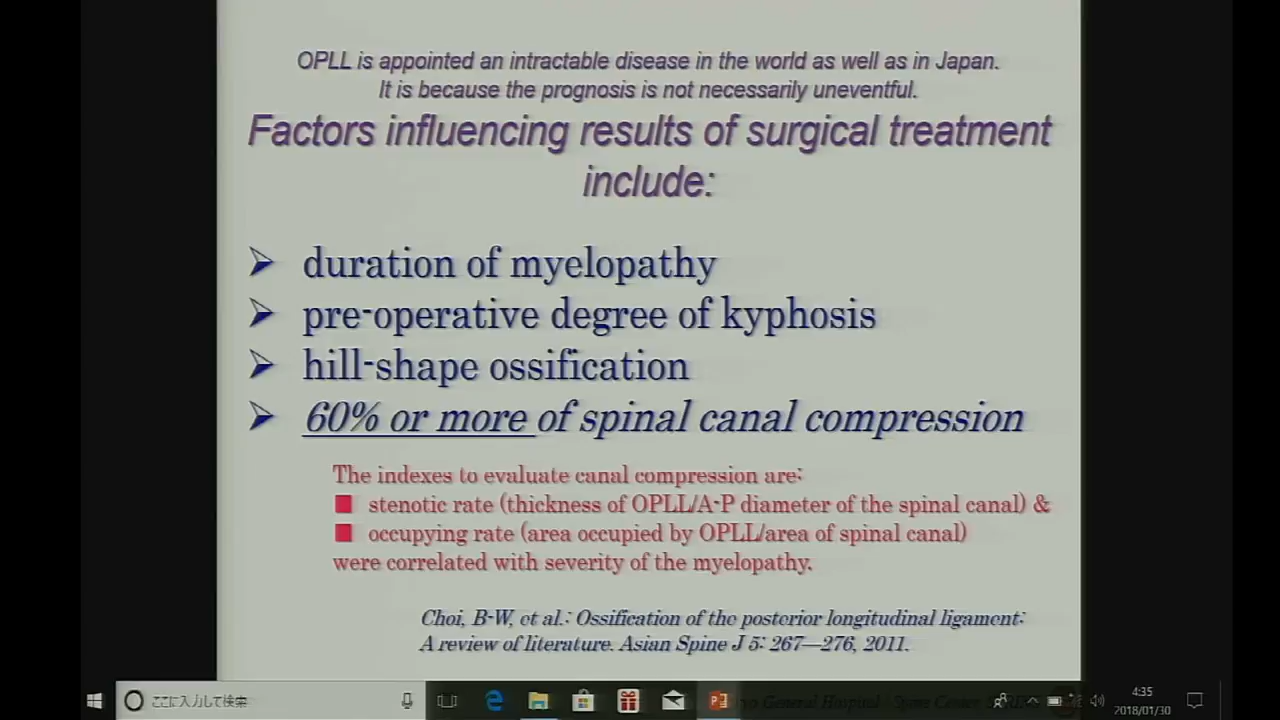 OPLL is appointed an intractable disease in the world as well as in Japan.
It is because the prognosis is not necessarily uneventful.
Factors influencing results of surgical treatment
include:
➢ duration of myelopathy
➢ pre-operative degree of kyphosis
➢ hill-shape ossification
➢ 60% or more of spinal canal compression
The indexes to evaluate canal compression are:
■ stenotic rate (thickness of OPLL/A-P diameter of the spinal canal) &
■ occupying rate (area occupied by OPLL/area of spinal canal)
were correlated with severity of the myelopathy.
Choi, B-W, et al.: Ossification of the posterior longitudinal ligament:
A review of literature. Asian Spine J 5: 267—276, 2011.
ここに入力して検索
General Hospital Spine Center
4:35
2018/01/30